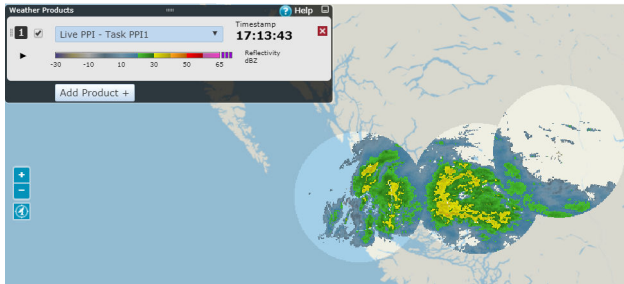 Weather Products
? Help
Timestamp
1
Live PPI - Task PPI1
17:13:43
Reflectivity
-30 -10 10 30 50 65 dBZ
Add Product +
+
−